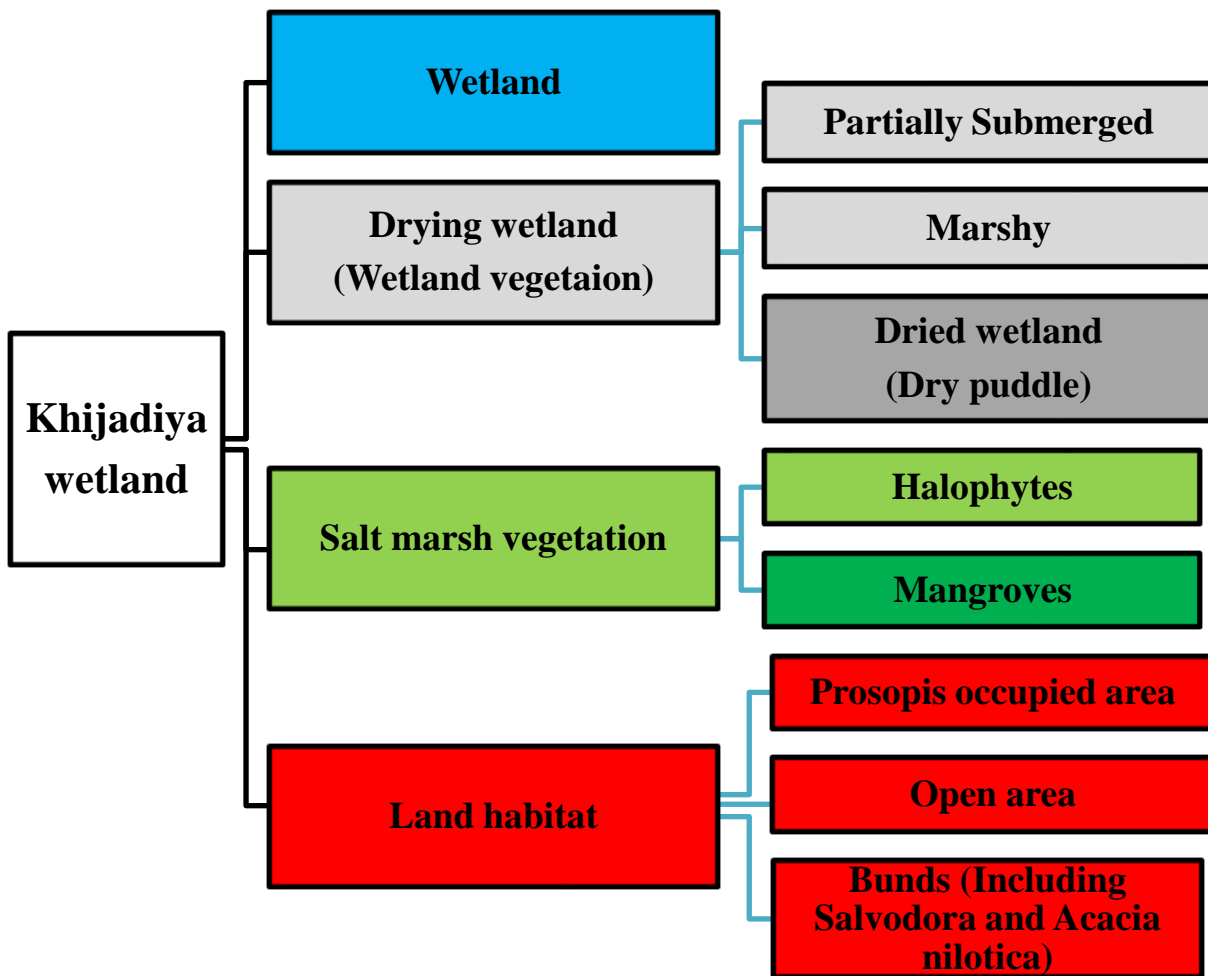 Khijadiya
wetland
Wetland
Drying wetland
(Wetland vegetaion)
Partially Submerged
Marshy
Dried wetland
(Dry puddle)
Salt marsh vegetation
Halophytes
Mangroves
Land habitat
Prosopis occupied area
Open area
Bunds (Including
Salvodora and Acacia
nilotica)